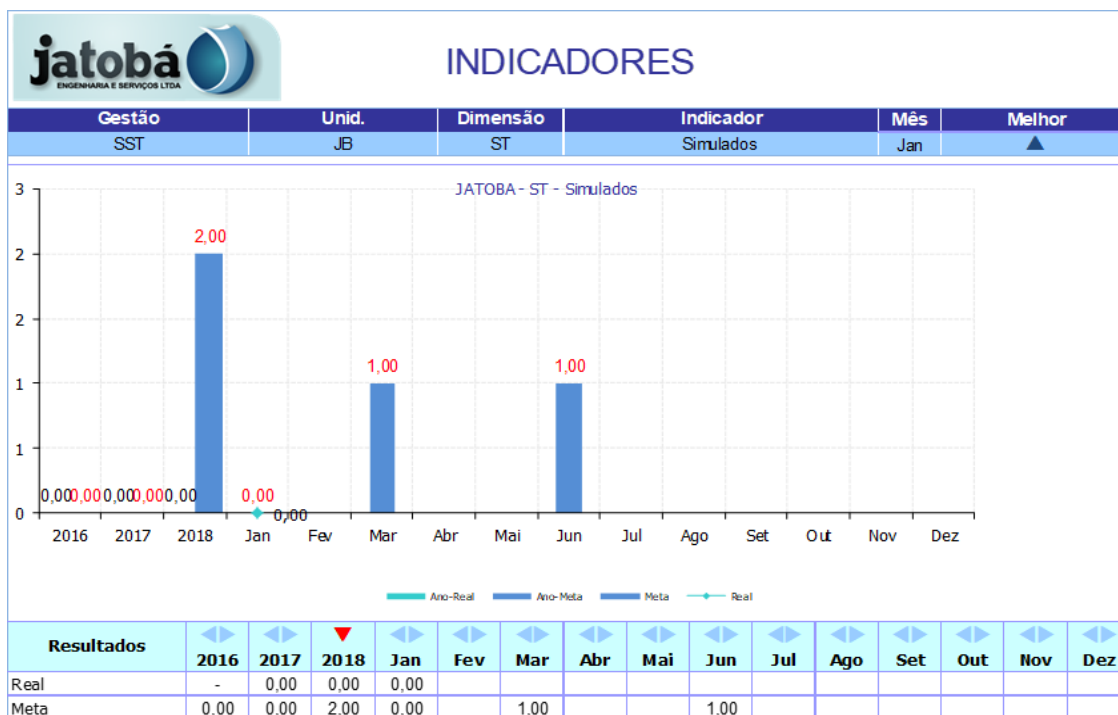 jatobá
ENGENHARIA E SERVIÇOS LTDA
INDICADORES
Gestão Unid. Dimensão Indicador Mês Melhor
SST JB ST Simulados Jan
JATOBA - ST - Simulados
3
2
2
1
1
0
2,00
1,00
1,00
0,00 0,00 0,00 0,00 0,00 0,00 0,00
2016 2017 2018 Jan Fev Mar Abr Mai Jun Jul Ago Set Out Nov Dez
Ano-Real Ano-Meta Meta Real
Resultados 2016 2017 2018 Jan Fev Mar Abr Mai Jun Jul Ago Set Out Nov Dez
Real - 0,00 0,00 0,00
Meta 0,00 0,00 2,00 0,00 1,00 1,00